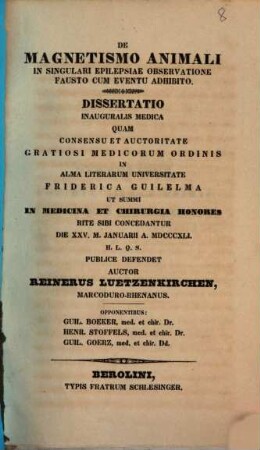 8
DE
MAGNETISMO ANIMALI
IN SINGULARI EPILEPSIAE OBSERVATIONE
FAUSTO CUM EVENTU ADHIBITO.
DISSERTATIO
INAUGURALIS MEDICA
QUAM
CONSENSU ET AUCTORITATE
GRATIOSI MEDICORUM ORDINIS
IN
ALMA LITERARUM UNIVERSITATE
FRIDERICA GUILELMA
UT SUMMI
IN MEDICINA ET CHIRURGIA HONORES
RITE SIBI CONCEDANTUR
DIE XXV. M. JANUARII A. MDCCCXLI.
H. L. Q. S.
PUBLICE DEFENDET
AUCTOR
REINERUS LUETZENKIRCHEN,
MARCODURO-RHENANUS.
OPPONENTIBUS:
GUIL. BOEKER, med. et chir. Dr.
HENR. STOFFELS, med. et chir. Dr.
GUIL. GOERZ, med. et chir. Dd.
BEROLINI,
TYPIS FRATRUM SCHLESINGER.